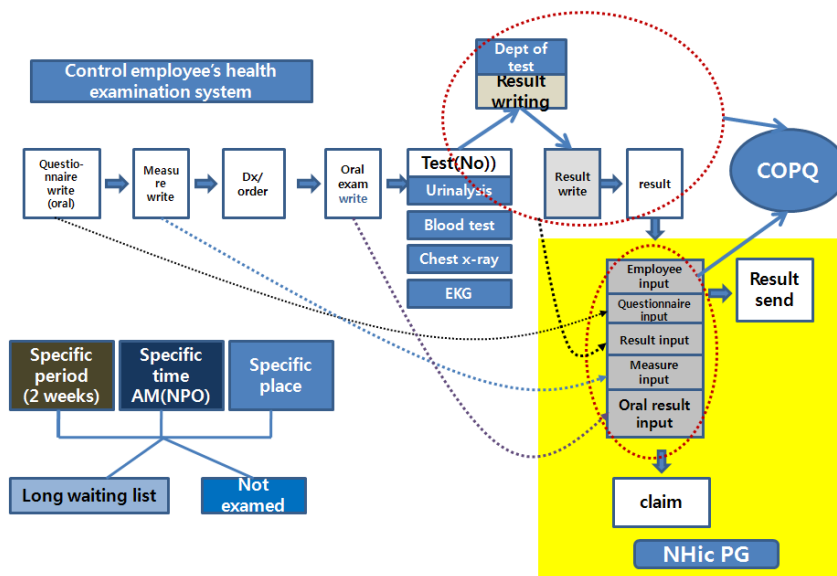 Control employee's health
examination system
Dept of
test
Result
writing
COPQ
Questio-
nnaire
write
(oral)
Measu
re
write
Dx/
order
Oral
exam
write
Test(No))
Urinalysis
Blood test
Chest x-ray
EKG
Result
write
result
Employee
input
Questionnaire
input
Result input
Measure
input
Oral result
input
Result
send
claim
NHic PG
Specific
period
(2 weeks)
Specific
time
AM(NPO)
Specific
place
Long waiting list
Not
examed